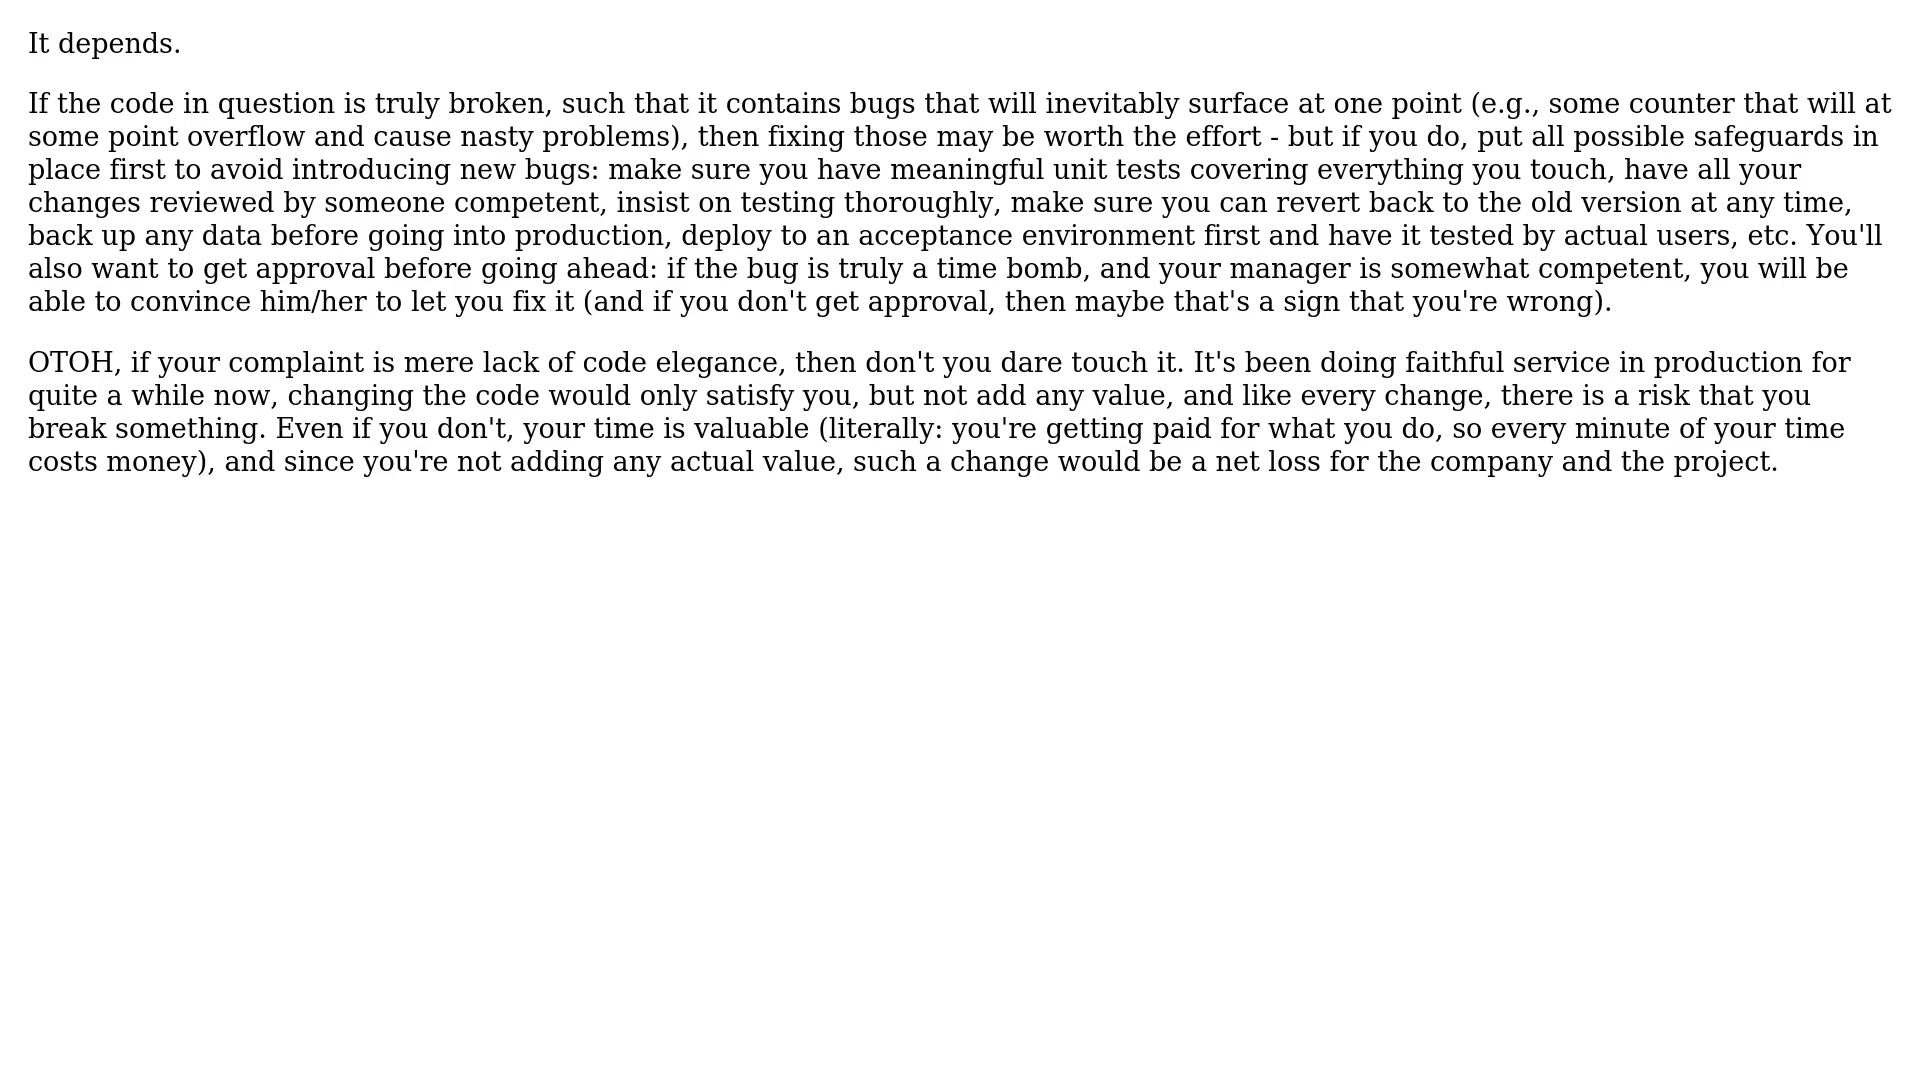 It depends.
If the code in question is truly broken, such that it contains bugs that will inevitably surface at one point (e.g., some counter that will at
some point overflow and cause nasty problems), then fixing those may be worth the effort - but if you do, put all possible safeguards in
place first to avoid introducing new bugs: make sure you have meaningful unit tests covering everything you touch, have all your
changes reviewed by someone competent, insist on testing thoroughly, make sure you can revert back to the old version at any time,
back up any data before going into production, deploy to an acceptance environment first and have it tested by actual users, etc. You'll
also want to get approval before going ahead: if the bug is truly a time bomb, and your manager is somewhat competent, you will be
able to convince him/her to let you fix it (and if you don't get approval, then maybe that's a sign that you're wrong).
OTOH, if your complaint is mere lack of code elegance, then don't you dare touch it. It's been doing faithful service in production for
quite a while now, changing the code would only satisfy you, but not add any value, and like every change, there is a risk that you
break something. Even if you don't, your time is valuable (literally: you're getting paid for what you do, so every minute of your time
costs money), and since you're not adding any actual value, such a change would be a net loss for the company and the project.